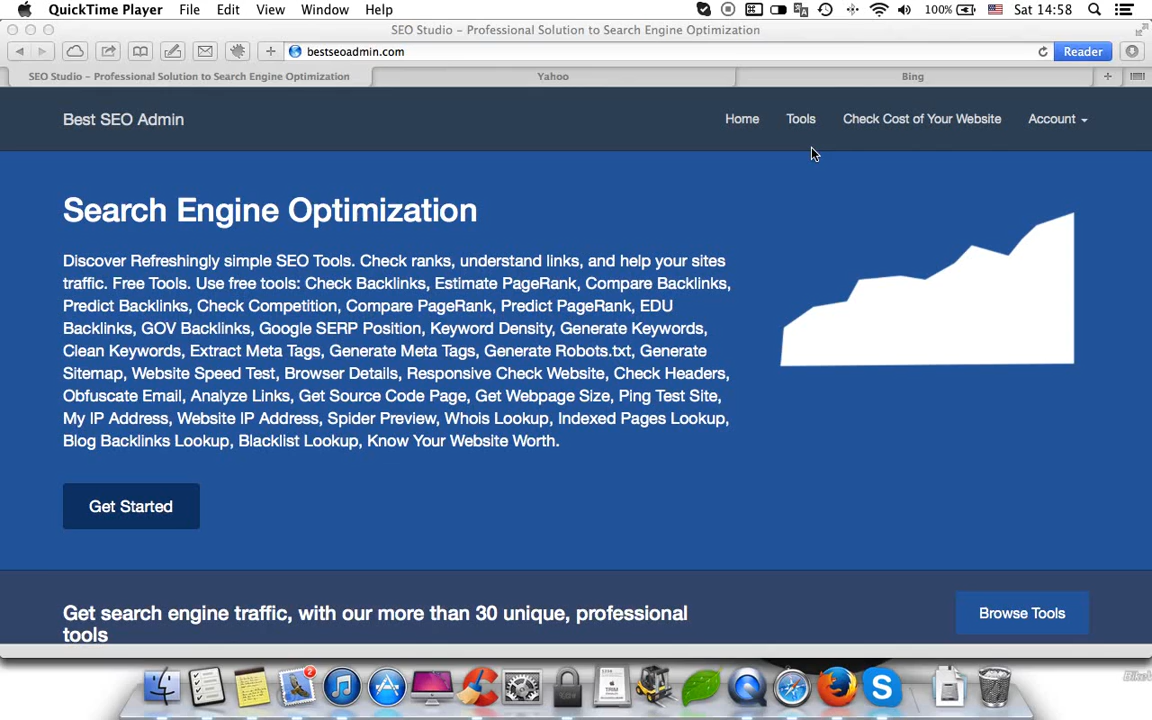 QuickTime Player File Edit View Window Help 100% Sat 14:58
SEO Studio – Professional Solution to Search Engine Optimization
bestseoadmin.com Reader
SEO Studio – Professional Solution to Search Engine Optimization Yahoo Bing
Best SEO Admin Home Tools Check Cost of Your Website Account
Search Engine Optimization
Discover Refreshingly simple SEO Tools. Check ranks, understand links, and help your sites
traffic. Free Tools. Use free tools: Check Backlinks, Estimate PageRank, Compare Backlinks,
Predict Backlinks, Check Competition, Compare PageRank, Predict PageRank, EDU
Backlinks, GOV Backlinks, Google SERP Position, Keyword Density, Generate Keywords,
Clean Keywords, Extract Meta Tags, Generate Meta Tags, Generate Robots.txt, Generate
Sitemap, Website Speed Test, Browser Details, Responsive Check Website, Check Headers,
Obfuscate Email, Analyze Links, Get Source Code Page, Get Webpage Size, Ping Test Site,
My IP Address, Website IP Address, Spider Preview, Whois Lookup, Indexed Pages Lookup,
Blog Backlinks Lookup, Blacklist Lookup, Know Your Website Worth.
Get Started
Get search engine traffic, with our more than 30 unique, professional
tools
Browse Tools
2